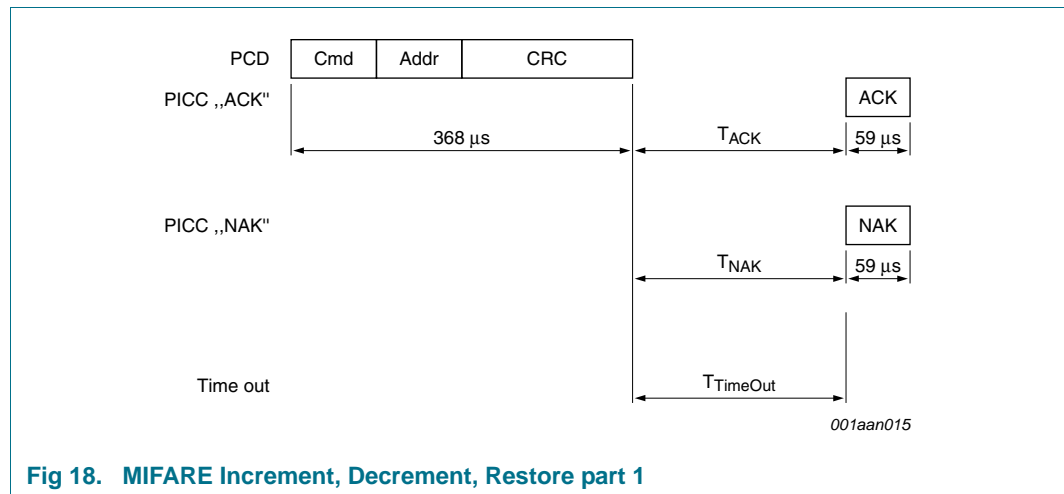 PCD Cmd Addr CRC
PICC ,,ACK" ACK
368 μs TACK 59 μs
PICC ,,NAK" NAK
TNAK 59 μs
Time out TTimeOut
001aan015
Fig 18. MIFARE Increment, Decrement, Restore part 1